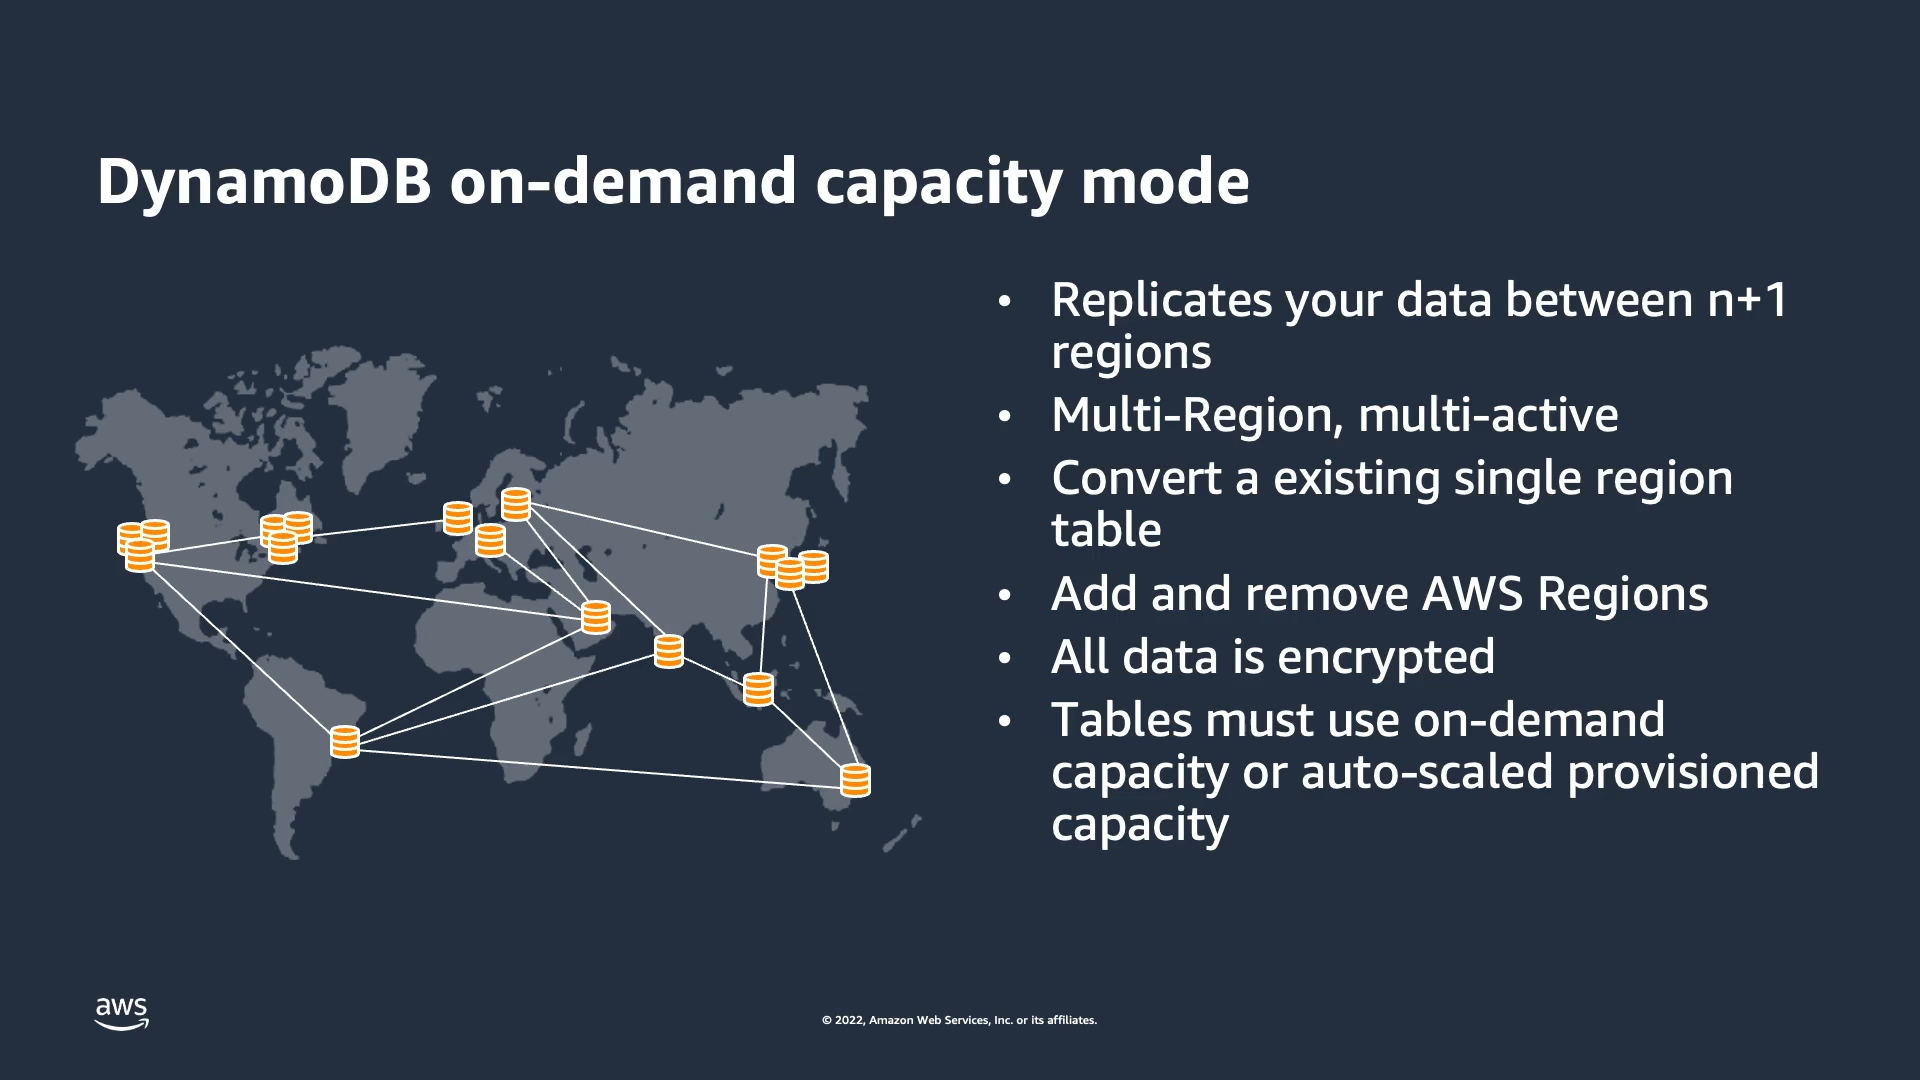 DynamoDB on-demand capacity mode
• Replicates your data between n+1
regions
• Multi-Region, multi-active
• Convert a existing single region
table
• Add and remove AWS Regions
• All data is encrypted
• Tables must use on-demand
capacity or auto-scaled provisioned
capacity
aws
© 2022, Amazon Web Services, Inc. or its affiliates.